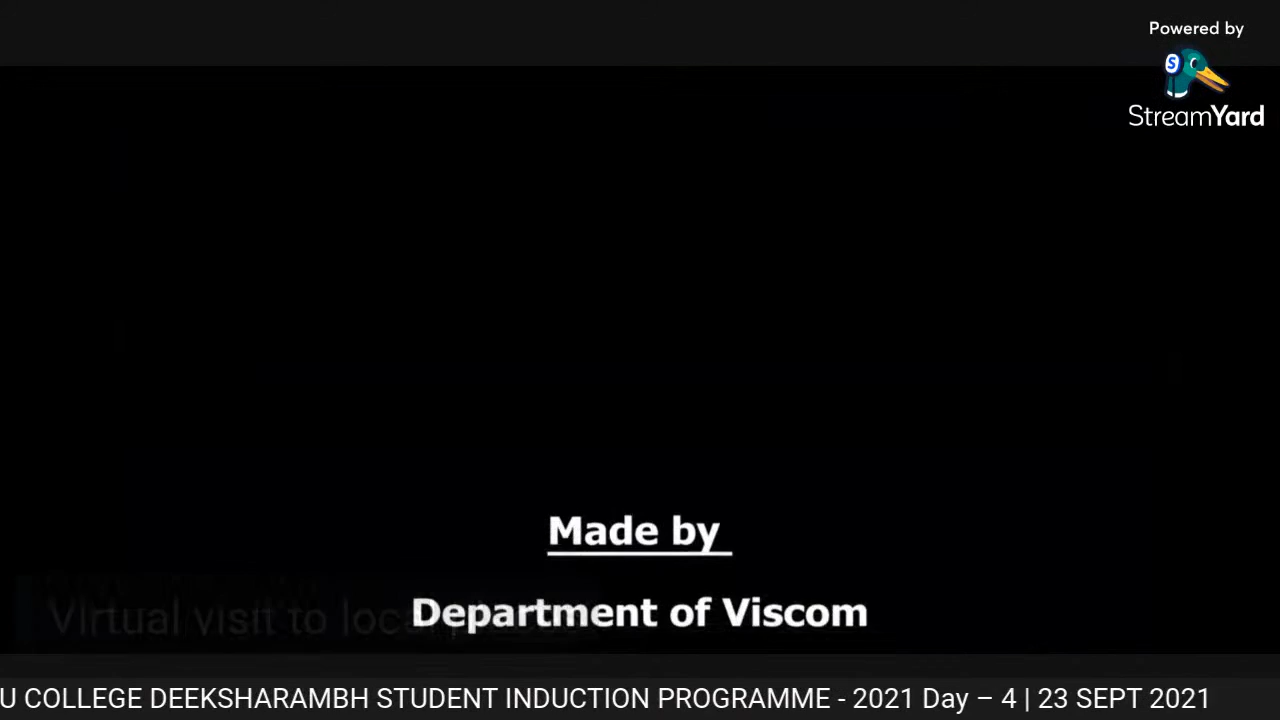 Powered by
StreamYard
Made by
Virtual visit to local
Department of Viscom
U COLLEGE DEEKSHARAMBH STUDENT INDUCTION PROGRAMME - 2021 Day – 4 | 23 SEPT 2021